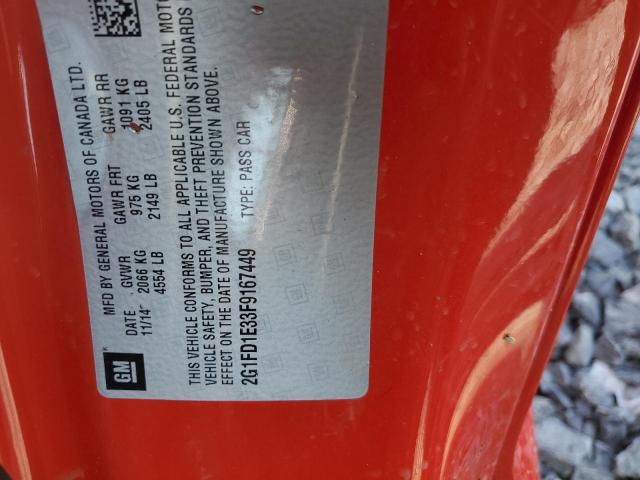 MFD BY GENERAL MOTORS OF CANADA LTD.
DATE GVWR GAWR FRT GAWR RR
11/14 2066 KG 975 KG 1091 KG
4554 LB 2149 LB 2405 LB
THIS VEHICLE CONFORMS TO ALL APPLICABLE U.S. FEDERAL MOTOR
VEHICLE SAFETY, BUMPER, AND THEFT PREVENTION STANDARDS IN
ON THE DATE OF MANUFACTURE SHOWN ABOVE.
2G1FD1E33F9167449 TYPE: PASS CAR
GM®